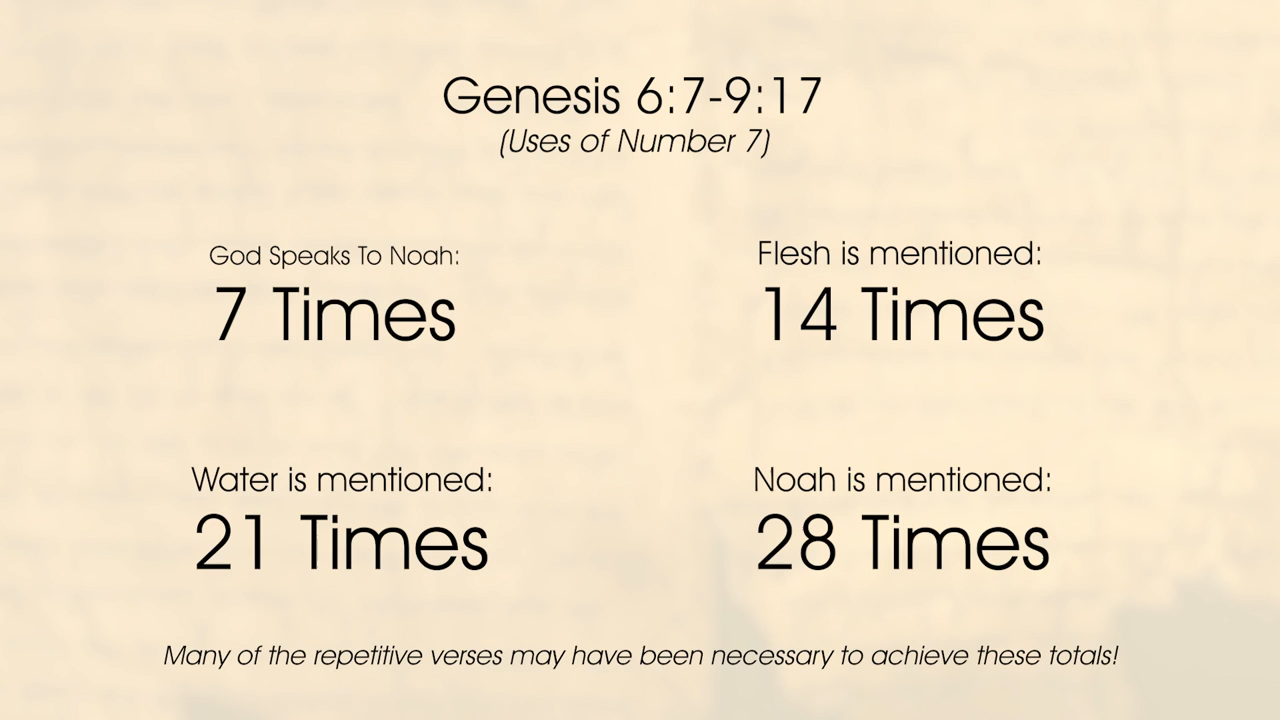 Genesis 6:7-9:17
(Uses of Number 7)
God Speaks To Noah:
7 Times
Flesh is mentioned:
14 Times
Water is mentioned:
21 Times
Noah is mentioned:
28 Times
Many of the repetitive verses may have been necessary to achieve these totals!